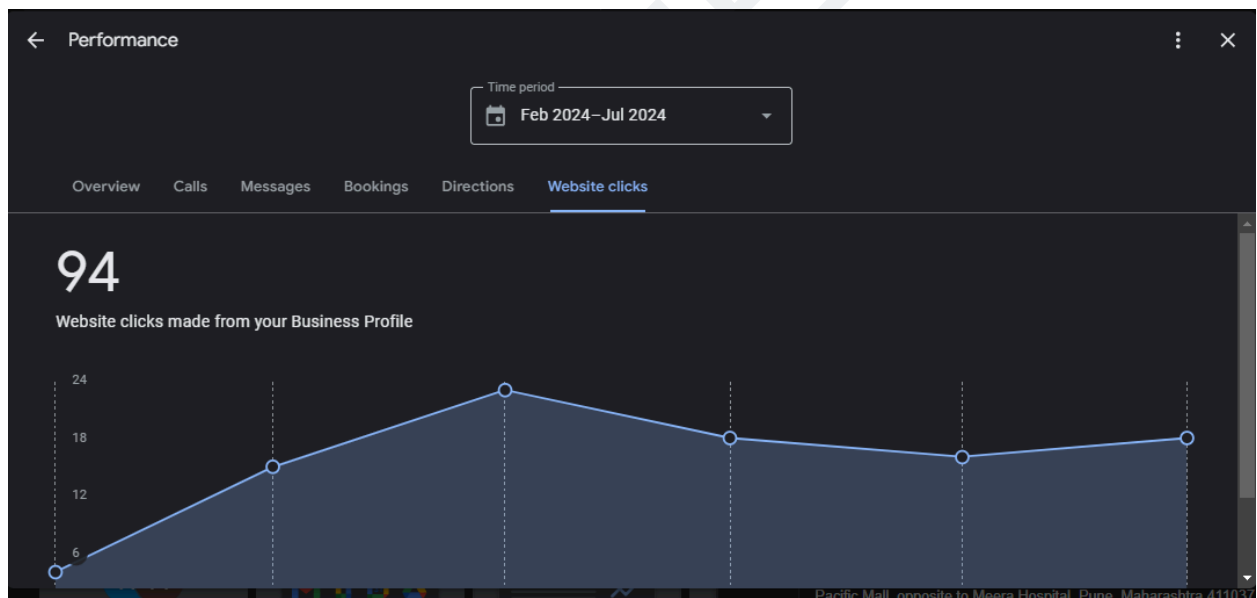 Performance
Time period
Feb 2024–Jul 2024
Overview Calls Messages Bookings Directions Website clicks
94
Website clicks made from your Business Profile
24
18
12
6
Pacific Mall, opposite to Meera Hospital, Pune, Maharashtra 411037